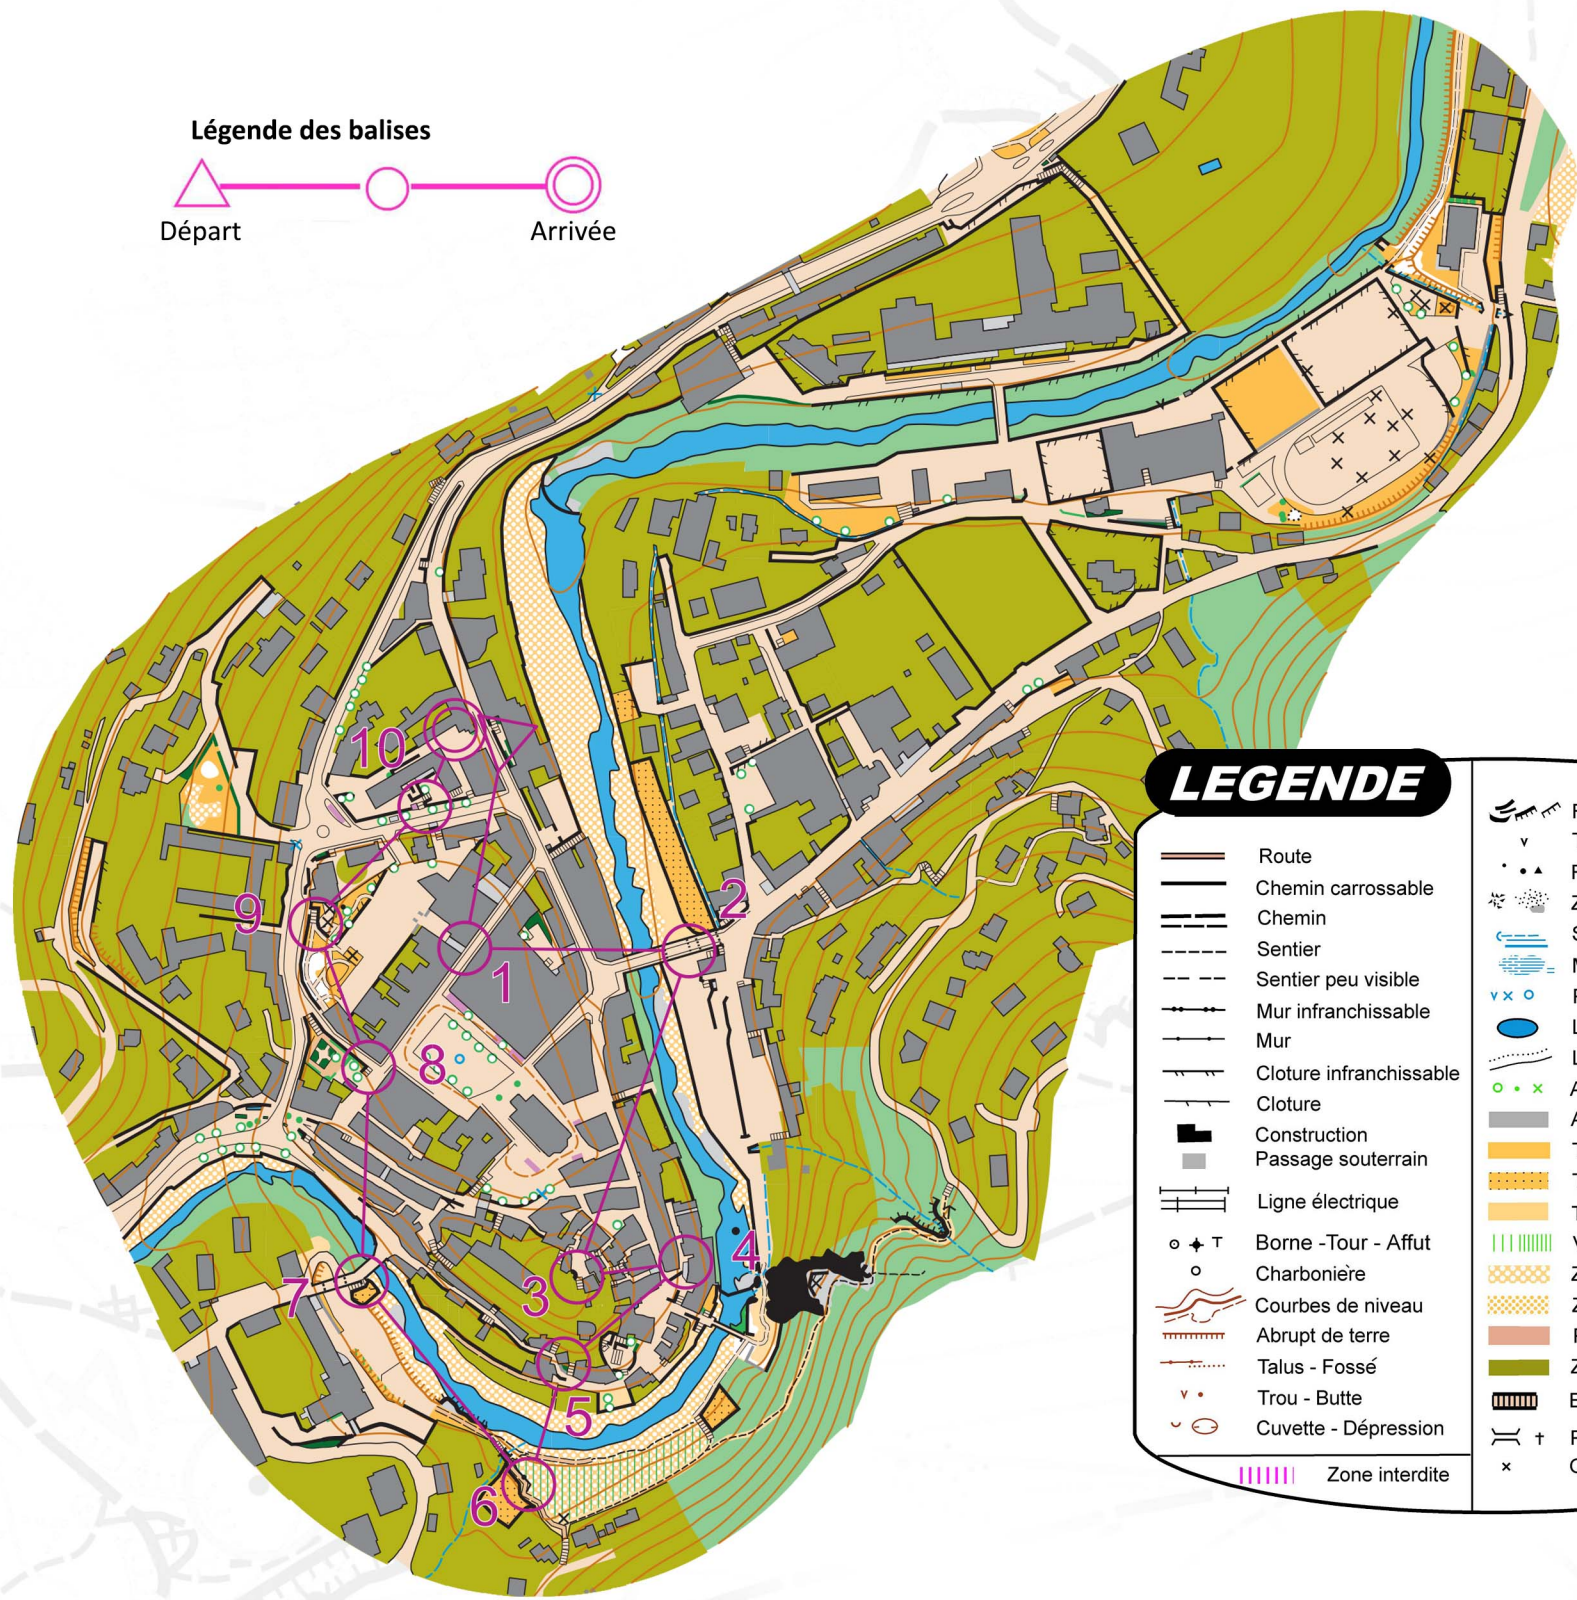 Légende des balises
Départ
Arrivée
10
2
9
1
8
4
3
7
5
6
LEGENDE
Route
Chemin carrossable
Chemin
Sentier
Sentier peu visible
Mur infranchissable
Mur
Cloture infranchissable
Cloture
Construction
Passage souterrain
Ligne électrique
Borne -Tour - Affut
Charbonière
Courbes de niveau
Abrupt de terre
Talus - Fossé
Trou - Butte
Cuvette - Dépression
Zone interdite